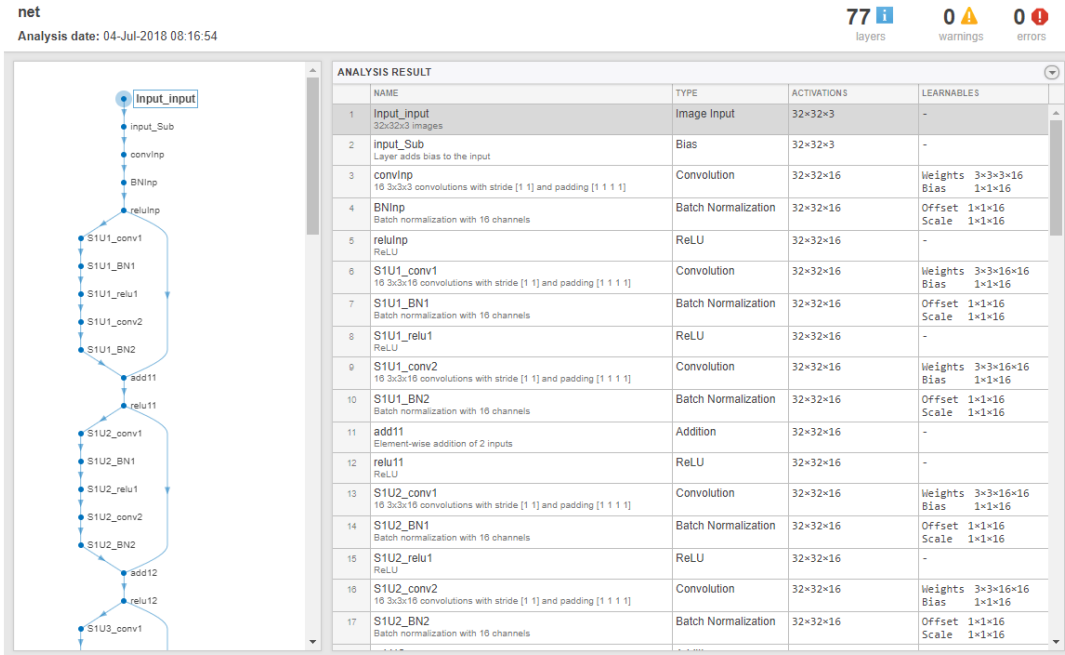 net
Analysis date: 04-Jul-2018 08:16:54
77 i
layers
0
warnings
0
errors
Input_input
input_Sub
convInp
BNInp
reluInp
S1U1_conv1
S1U1_BN1
S1U1_relu1
S1U1_conv2
S1U1_BN2
add11
relu11
S1U2_conv1
S1U2_BN1
S1U2_relu1
S1U2_conv2
S1U2_BN2
add12
relu12
S1U3_conv1
ANALYSIS RESULT
NAME TYPE ACTIVATIONS LEARNABLES
1 Input_input Image Input 32×32×3 -
32x32x3 images
2 input_Sub Bias 32×32×3 -
Layer adds bias to the input
3 convInp Convolution 32×32×16 Weights 3×3×3×16
16 3x3x3 convolutions with stride [1 1] and padding [1 1 1 1] Bias 1×1×16
4 BNInp Batch Normalization 32×32×16 Offset 1×1×16
Batch normalization with 16 channels Scale 1×1×16
5 reluInp ReLU 32×32×16 -
ReLU
6 S1U1_conv1 Convolution 32×32×16 Weights 3×3×16×16
16 3x3x16 convolutions with stride [1 1] and padding [1 1 1 1] Bias 1×1×16
7 S1U1_BN1 Batch Normalization 32×32×16 Offset 1×1×16
Batch normalization with 16 channels Scale 1×1×16
8 S1U1_relu1 ReLU 32×32×16 -
ReLU
9 S1U1_conv2 Convolution 32×32×16 Weights 3×3×16×16
16 3x3x16 convolutions with stride [1 1] and padding [1 1 1 1] Bias 1×1×16
10 S1U1_BN2 Batch Normalization 32×32×16 Offset 1×1×16
Batch normalization with 16 channels Scale 1×1×16
11 add11 Addition 32×32×16 -
Element-wise addition of 2 inputs
12 relu11 ReLU 32×32×16 -
ReLU
13 S1U2_conv1 Convolution 32×32×16 Weights 3×3×16×16
16 3x3x16 convolutions with stride [1 1] and padding [1 1 1 1] Bias 1×1×16
14 S1U2_BN1 Batch Normalization 32×32×16 Offset 1×1×16
Batch normalization with 16 channels Scale 1×1×16
15 S1U2_relu1 ReLU 32×32×16 -
ReLU
16 S1U2_conv2 Convolution 32×32×16 Weights 3×3×16×16
16 3x3x16 convolutions with stride [1 1] and padding [1 1 1 1] Bias 1×1×16
17 S1U2_BN2 Batch Normalization 32×32×16 Offset 1×1×16
Batch normalization with 16 channels Scale 1×1×16